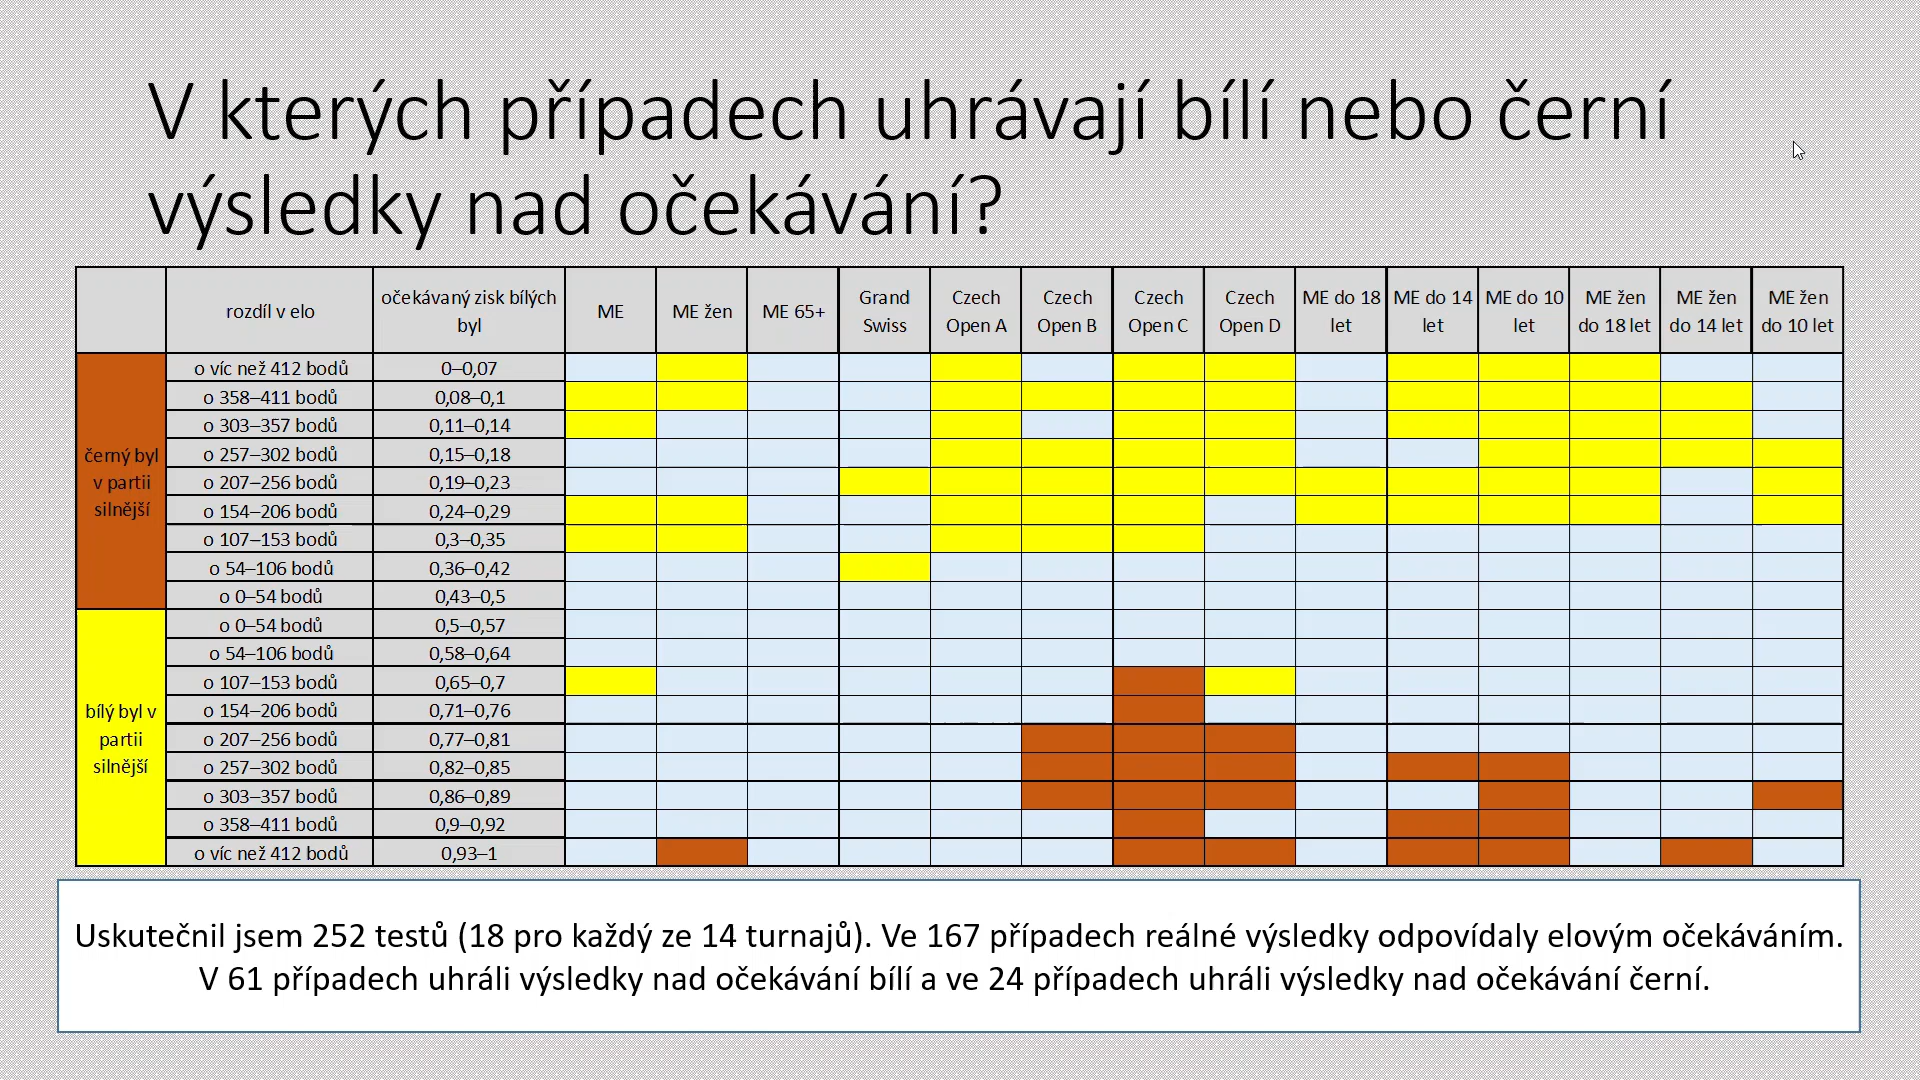 V kterých případech uhrávají bílí nebo černí
výsledky nad očekávání?
rozdíl v elo	očekávaný zisk bílých byl	ME	ME žen	ME 65+	Grand Swiss	Czech Open A	Czech Open B	Czech Open C	Czech Open D	ME do 18 let	ME do 14 let	ME do 10 let	ME žen do 18 let	ME žen do 14 let	ME žen do 10 let
černý byl
v partii
silnější
o víc než 412 bodů	0–0,07
o 358–411 bodů	0,08–0,1
o 303–357 bodů	0,11–0,14
o 257–302 bodů	0,15–0,18
o 207–256 bodů	0,19–0,23
o 154–206 bodů	0,24–0,29
o 107–153 bodů	0,3–0,35
o 54–106 bodů	0,36–0,42
o 0–54 bodů	0,43–0,5
bílý byl v
partii
silnější
o 0–54 bodů	0,5–0,57
o 54–106 bodů	0,58–0,64
o 107–153 bodů	0,65–0,7
o 154–206 bodů	0,71–0,76
o 207–256 bodů	0,77–0,81
o 257–302 bodů	0,82–0,85
o 303–357 bodů	0,86–0,89
o 358–411 bodů	0,9–0,92
o víc než 412 bodů	0,93–1
Uskutečnil jsem 252 testů (18 pro každý ze 14 turnajů). Ve 167 případech reálné výsledky odpovídaly elovým očekáváním.
V 61 případech uhráli výsledky nad očekávání bílí a ve 24 případech uhráli výsledky nad očekávání černí.